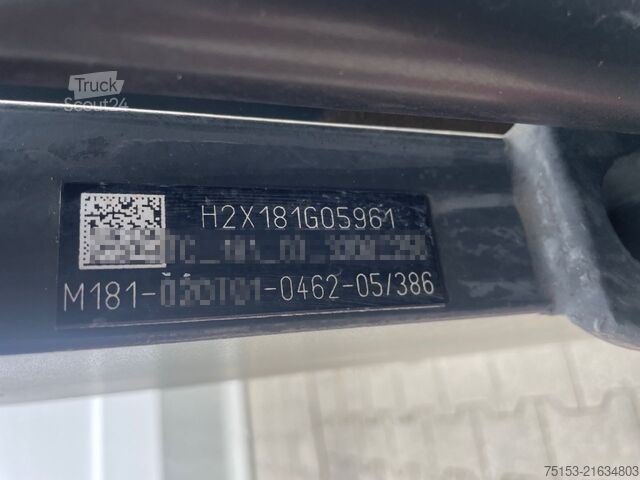 Truck
Scout24
H2X181G05961
M181-
-0462-05/386
75153-21634803